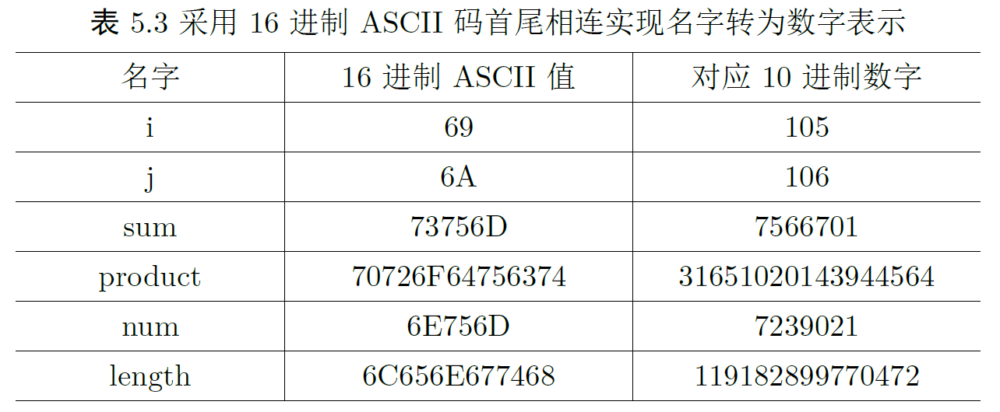 表 5.3 采用 16 进制 ASCII 码首尾相连实现名字转为数字表示
名字 16 进制 ASCII 值 对应 10 进制数字
i 69 105
j 6A 106
sum 73756D 7566701
product 70726F64756374 31651020143944564
num 6E756D 7239021
length 6C656E677468 119182899770472